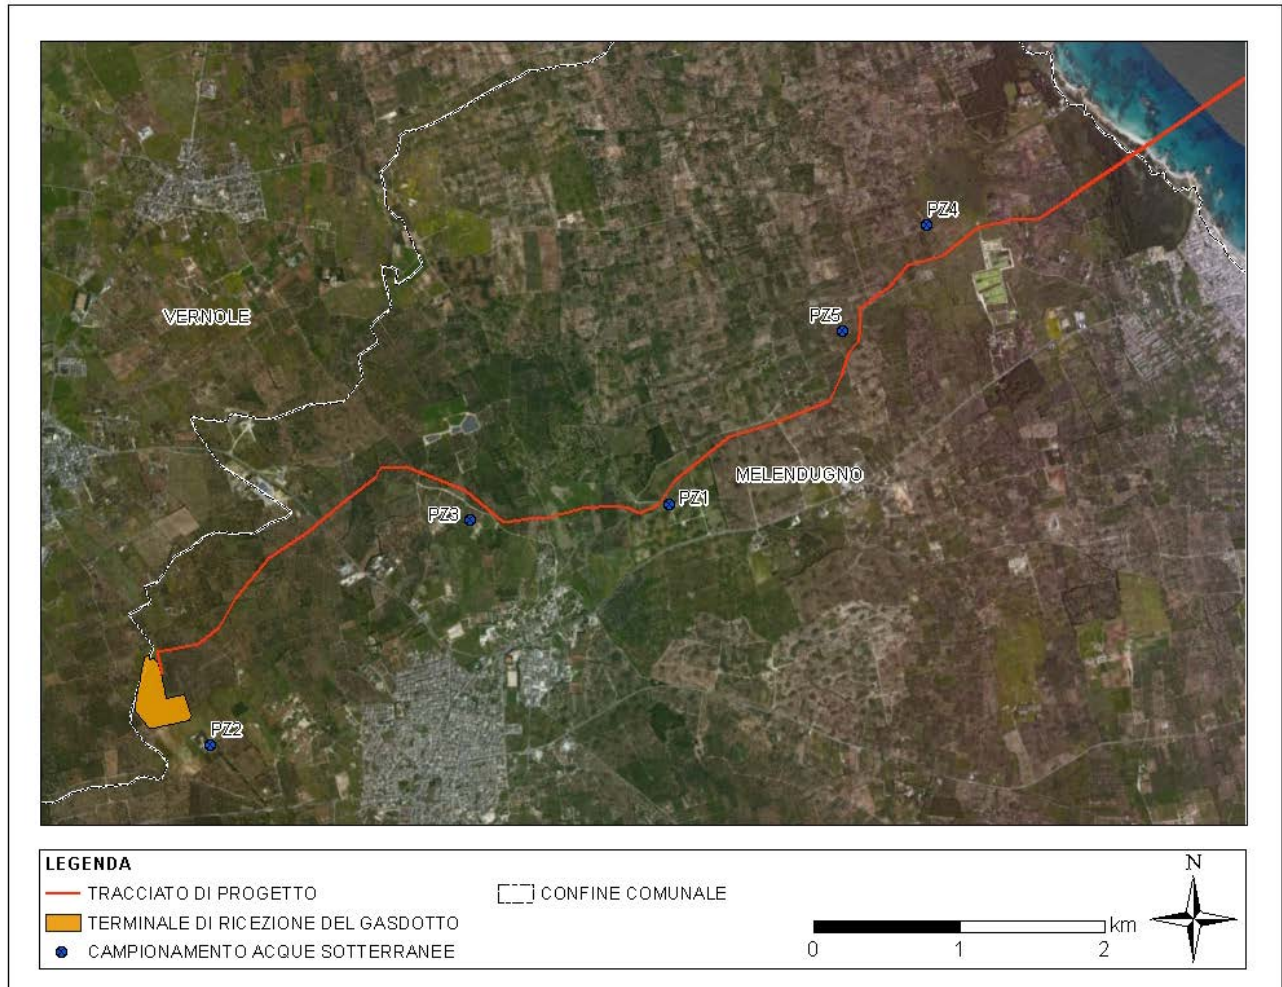 PZ4
VERNOLE
PZ5
MELENDUGNO
PZ1
PZ3
PZ2
LEGENDA
TRACCIATO DI PROGETTO
CONFINE COMUNALE
TERMINALE DI RICEZIONE DEL GASDOTTO
CAMPIONAMENTO ACQUE SOTTERRANEE
N
km
0 1 2